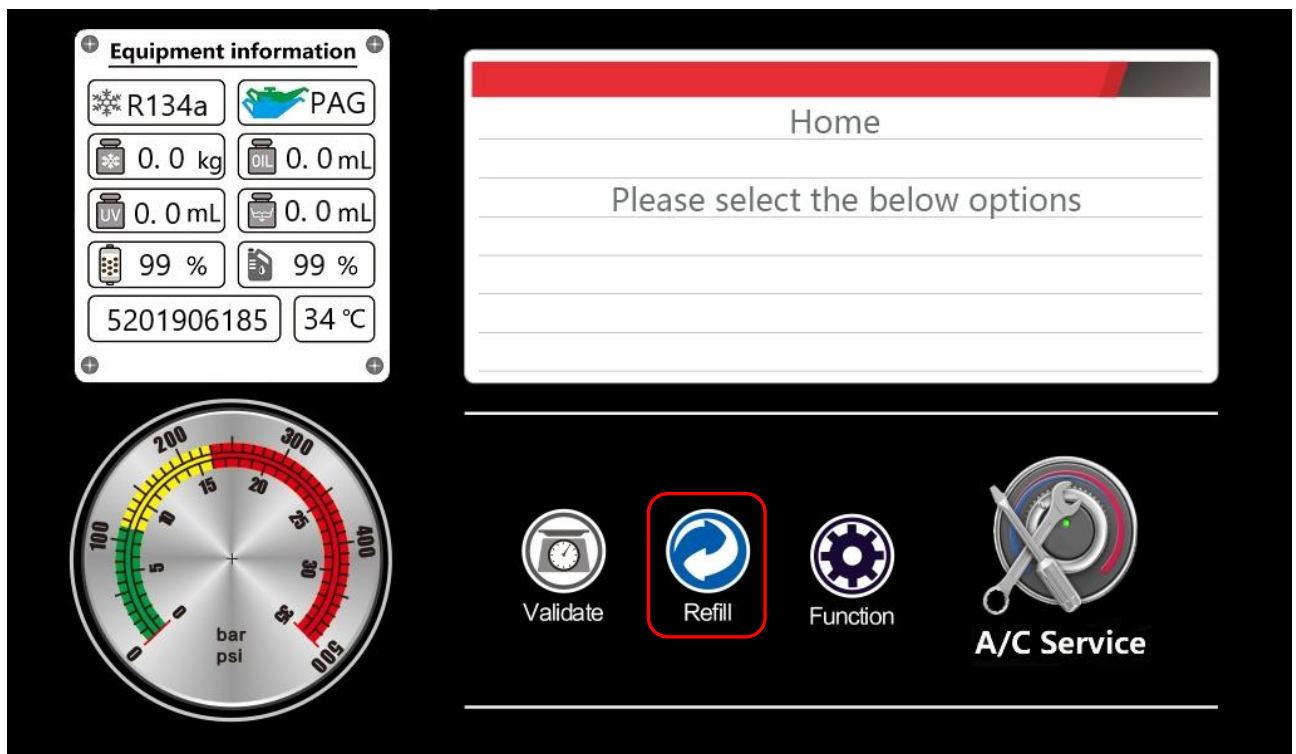 Equipment information
R134a
PAG
0. 0 kg
OIL
0. 0 mL
UV
0. 0 mL
0. 0 mL
99 %
99 %
5201906185
34 ℃
Home
Please select the below options
0
100
200
300
400
500
0
5
10
15
20
25
30
35
bar
psi
Validate
Refill
Function
A/C Service